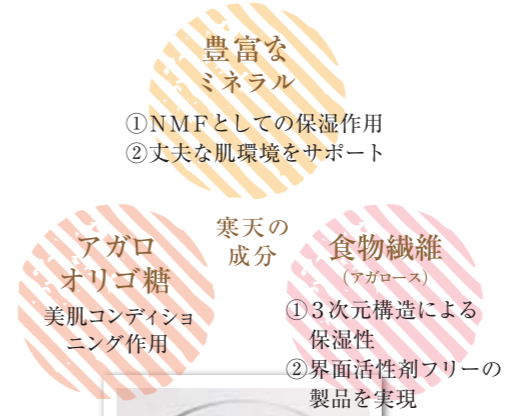 豊富な
ミネラル
①NMFとしての保湿作用
②丈夫な肌環境をサポート
寒天の
成分
アガロ
オリゴ糖
美肌コンディショ
ニング作用
食物繊維
(アガロース)
①3次元構造による
保湿性
②界面活性剤フリーの
製品を実現